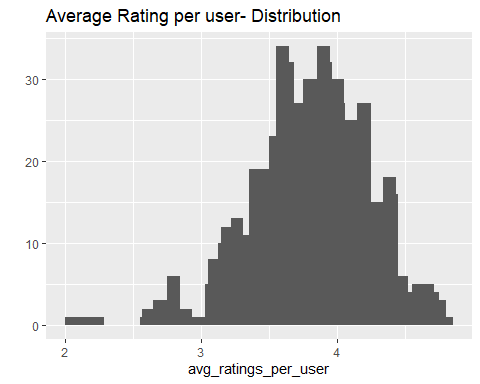 Average Rating per user- Distribution
30
20
10
0
2 3 4
avg_ratings_per_user